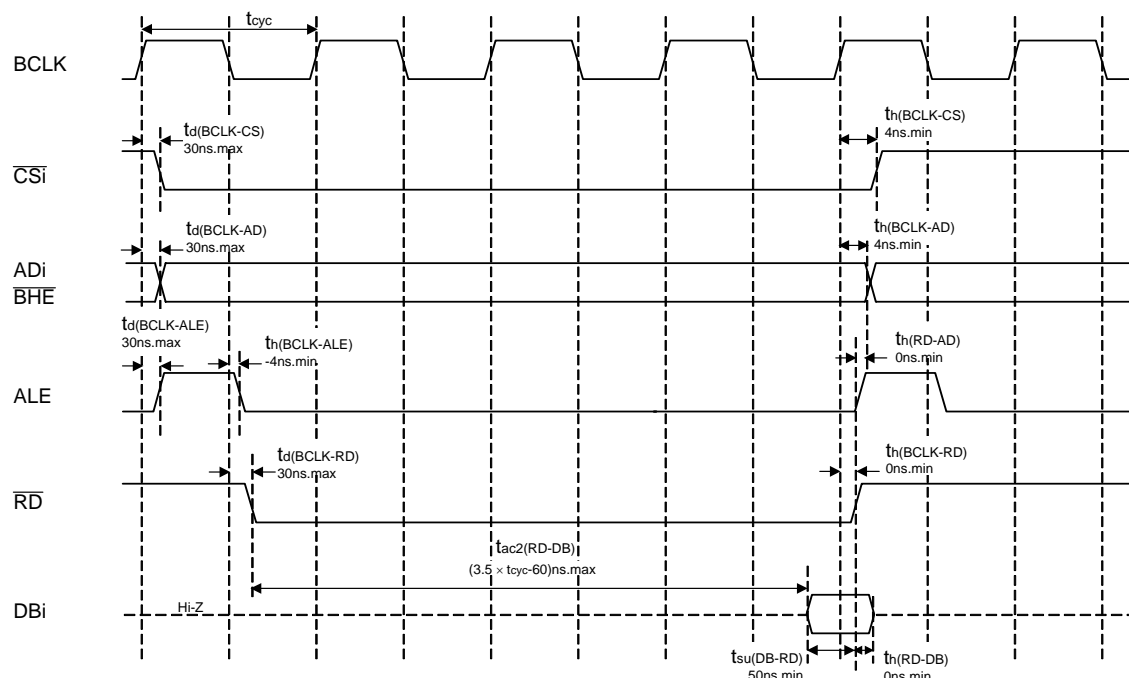 tcyc
BCLK
td(BCLK-CS)
30ns.max
th(BCLK-CS)
4ns.min
CSi
td(BCLK-AD)
30ns.max
th(BCLK-AD)
4ns.min
ADi
BHE
td(BCLK-ALE)
30ns.max
th(BCLK-ALE)
-4ns.min
th(RD-AD)
0ns.min
ALE
td(BCLK-RD)
30ns.max
th(BCLK-RD)
0ns.min
RD
tac2(RD-DB)
(3.5 × tcyc-60)ns.max
Hi-Z
DBi
tsu(DB-RD)
50ns.min
th(RD-DB)
0ns.min